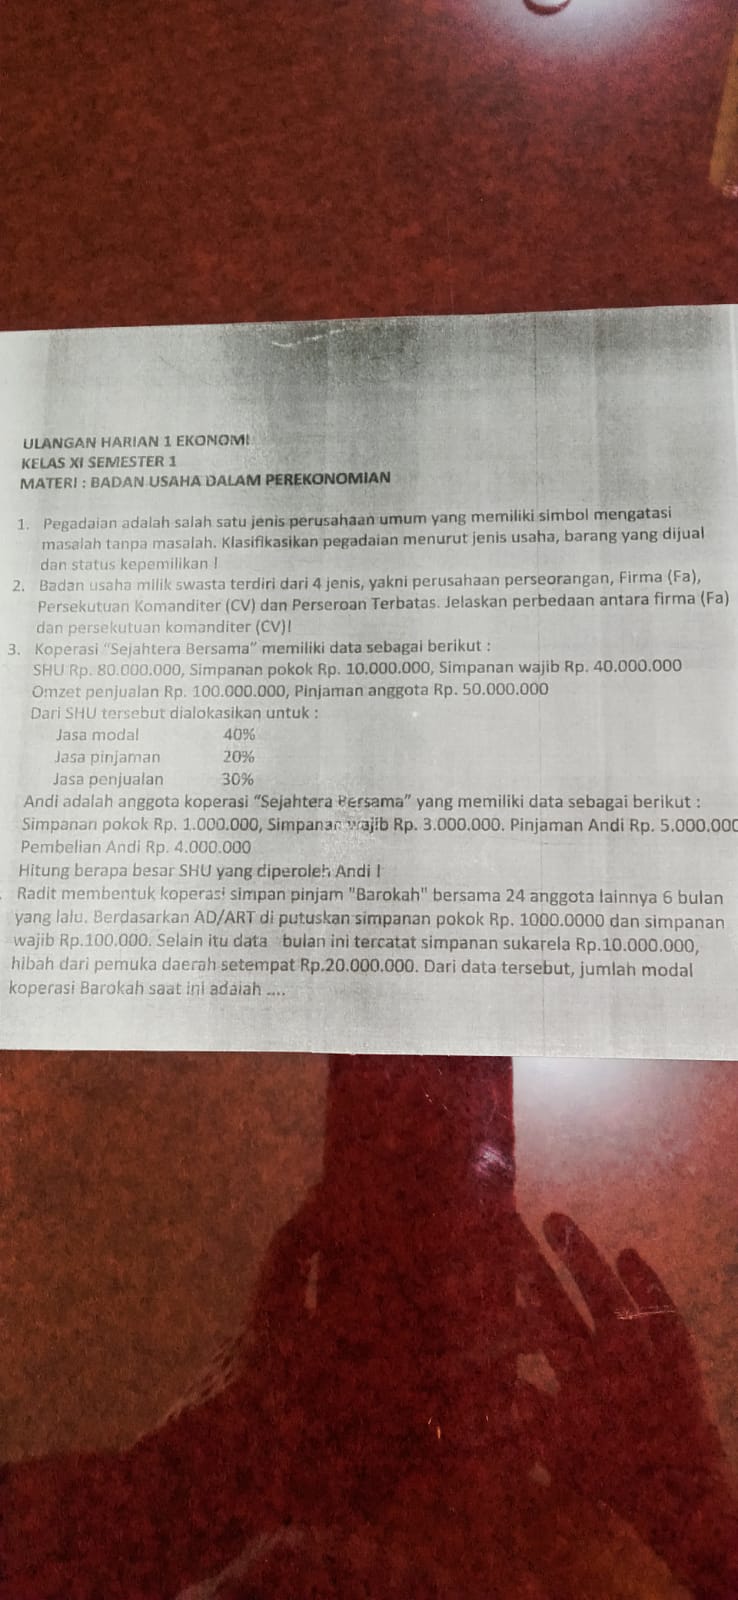 ULANGAN HARIAN 1 EKONOMI
KELAS XI SEMESTER 1
MATERI : BADAN USAHA DALAM PEREKONOMIAN
1. Pegadaian adalah salah satu jenis perusahaan umum yang memiliki simbol mengatasi
masalah tanpa masalah. Klasifikasikan pegadaian menurut jenis usaha, barang yang dijual
dan status kepemilikan !
2. Badan usaha milik swasta terdiri dari 4 jenis, yakni perusahaan perseorangan, Firma (Fa),
Persekutuan Komanditer (CV) dan Perseroan Terbatas. Jelaskan perbedaan antara firma (Fa)
dan persekutuan komanditer (CV)!
3. Koperasi "Sejahtera Bersama" memiliki data sebagai berikut :
SHU Rp. 80.000.000, Simpanan pokok Rp. 10.000.000, Simpanan wajib Rp. 40.000.000
Omzet penjualan Rp. 100.000.000, Pinjaman anggota Rp. 50.000.000
Dari SHU tersebut dialokasikan untuk :
Jasa modal 40%
Jasa pinjaman 20%
Jasa penjualan 30%
Andi adalah anggota koperasi "Sejahtera Bersama" yang memiliki data sebagai berikut :
Simpanan pokok Rp. 1.000.000, Simpanan wajib Rp. 3.000.000. Pinjaman Andi Rp. 5.000.000
Pembelian Andi Rp. 4.000.000
Hitung berapa besar SHU yang diperoleh Andi !
Radit membentuk koperasi simpan pinjam "Barokah" bersama 24 anggota lainnya 6 bulan
yang lalu. Berdasarkan AD/ART di putuskan simpanan pokok Rp. 1000.0000 dan simpanan
wajib Rp.100.000. Selain itu data bulan ini tercatat simpanan sukarela Rp.10.000.000,
hibah dari pemuka daerah setempat Rp.20.000.000. Dari data tersebut, jumlah modal
koperasi Barokah saat ini adalah ....